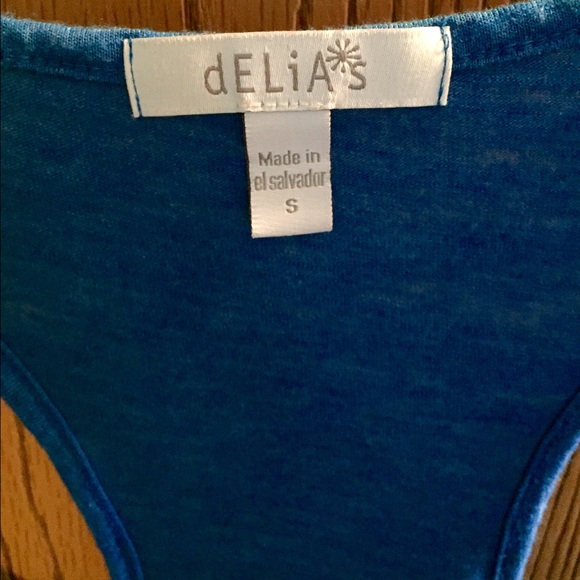 dELiA*s
Made in
el salvador
S